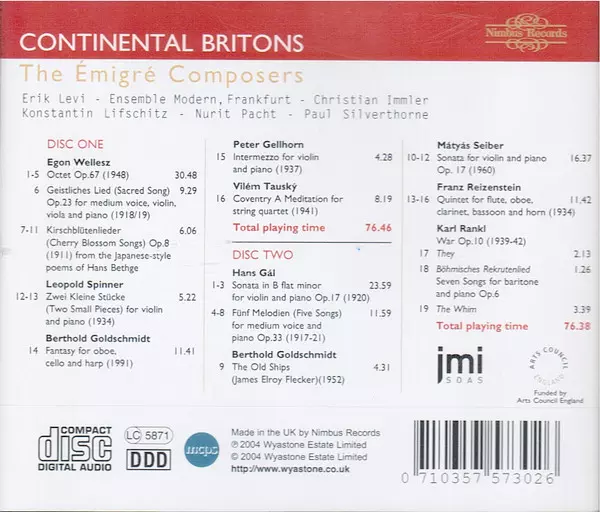 CONTINENTAL BRITONS
Nimbus Records
The Émigré Composers
Erik Levi - Ensemble Modern, Frankfurt - Christian Immler
Konstantin Lifschitz - Nurit Pacht - Paul Silverthorne
DISC ONE
Egon Wellesz
1-5 Octet Op.67 (1948) 30.48
6 Geistliches Lied (Sacred Song) 9.29
Op.23 for medium voice, violin,
viola and piano (1918/19)
7-11 Kirschblütenlieder 6.06
(Cherry Blossom Songs) Op.8
(1911) from the Japanese-style
poems of Hans Bethge
Leopold Spinner
12-13 Zwei Kleine Stücke 5.22
(Two Small Pieces) for violin
and piano (1934)
Berthold Goldschmidt
14 Fantasy for oboe, 11.41
cello and harp (1991)
Peter Gellhorn
15 Intermezzo for violin 4.28
and piano (1937)
Vilém Tauský
16 Coventry A Meditation for 8.19
string quartet (1941)
Total playing time 76.46
DISC TWO
Hans Gál
1-3 Sonata in B flat minor 23.59
for violin and piano Op.17 (1920)
4-8 Fünf Melodien (Five Songs) 11.59
for medium voice and
piano Op.33 (1917-21)
Berthold Goldschmidt
9 The Old Ships 4.31
(James Elroy Flecker)(1952)
Mátyás Seiber
10-12 Sonata for violin and piano 16.37
Op. 17 (1960)
Franz Reizenstein
13-16 Quintet for flute, oboe, 11.42
clarinet, bassoon and horn (1934)
Karl Rankl
War Op.10 (1939-42)
17 They 2.13
18 Böhmisches Rekrutenlied 1.26
Seven Songs for baritone
and piano Op.6
19 The Whim 3.39
Total playing time 76.38
jmi
SOAS
ARTS COUNCIL
ENGLAND
Funded by
Arts Council England
COMPACT
disc
DIGITAL AUDIO
LC 5871
DDD
mcps
Made in the UK by Nimbus Records
℗ 2004 Wyastone Estate Limited
© 2004 Wyastone Estate Limited
http://www.wyastone.co.uk
0 710357 573026